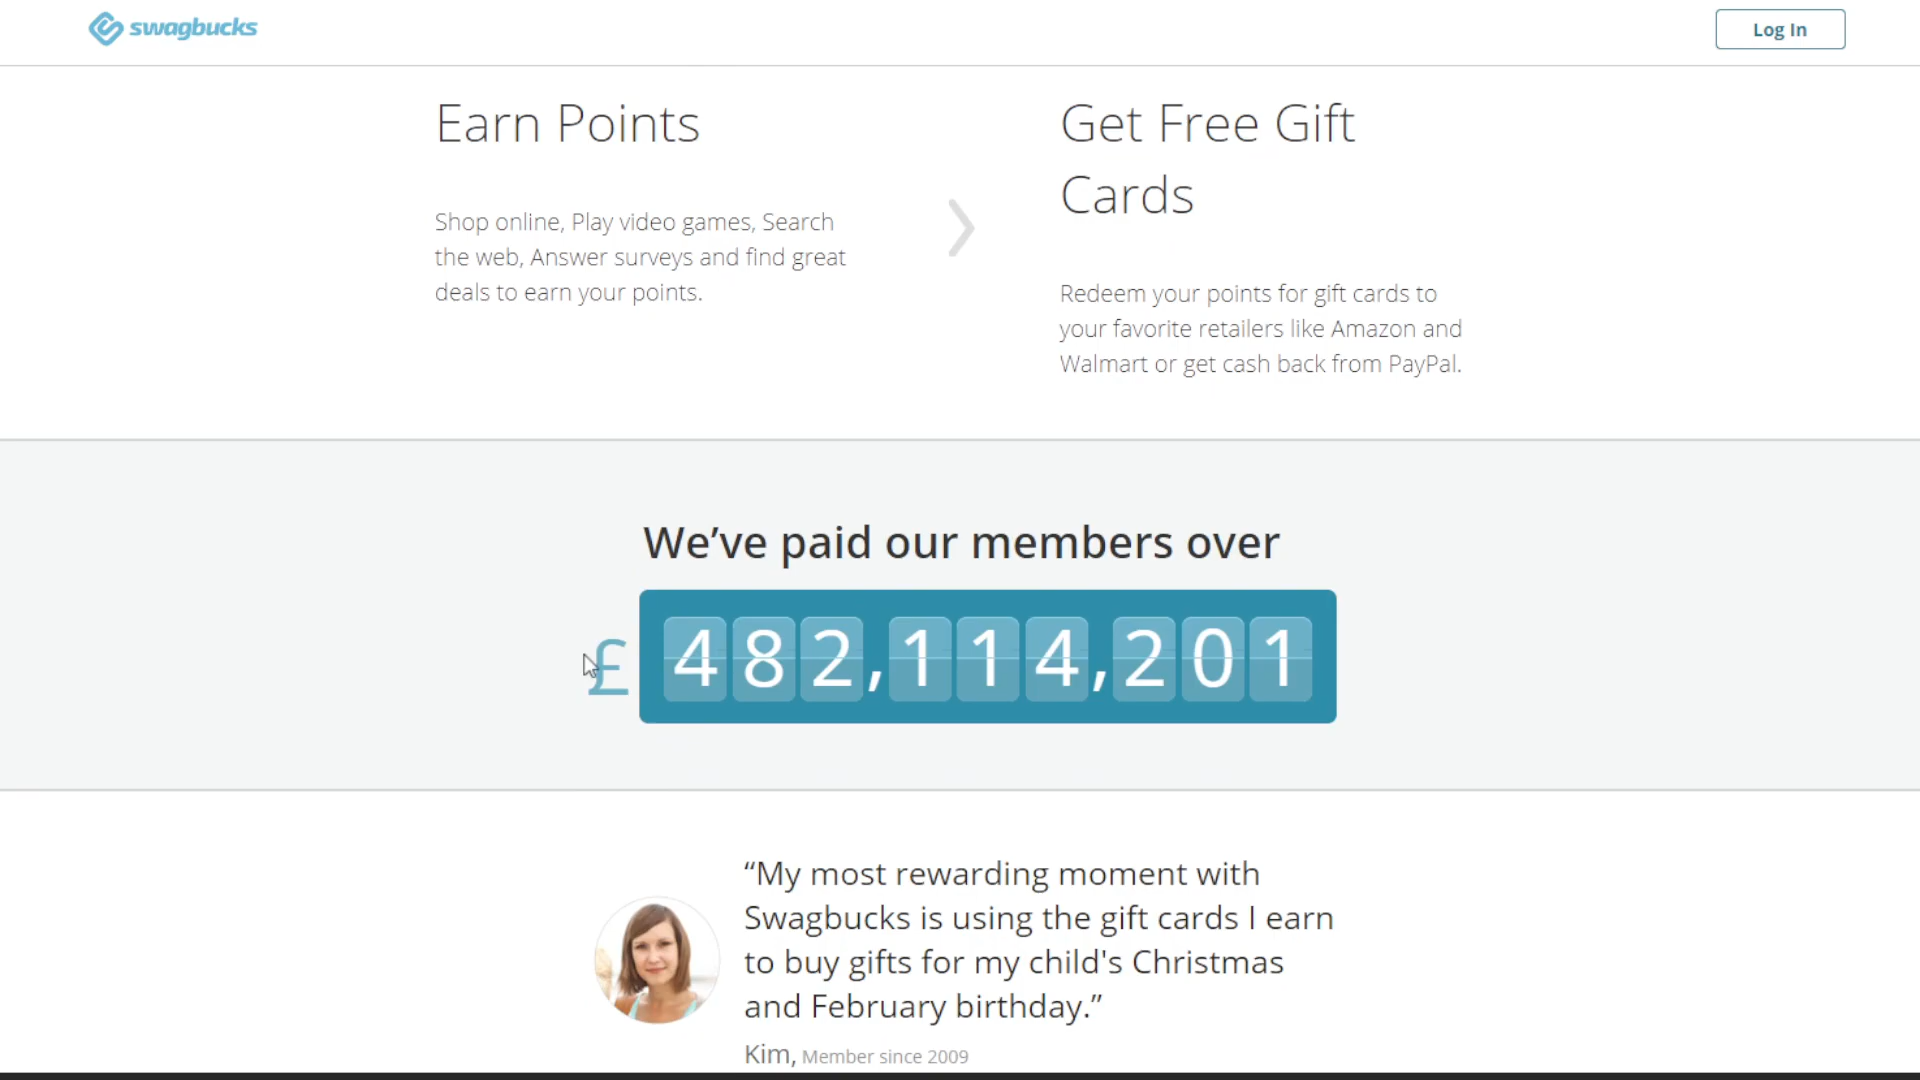 swagbucks
Log In
Earn Points
Shop online, Play video games, Search
the web, Answer surveys and find great
deals to earn your points.
Get Free Gift
Cards
Redeem your points for gift cards to
your favorite retailers like Amazon and
Walmart or get cash back from PayPal.
We’ve paid our members over
£ 482,114,201
“My most rewarding moment with
Swagbucks is using the gift cards I earn
to buy gifts for my child's Christmas
and February birthday.”
Kim, Member since 2009